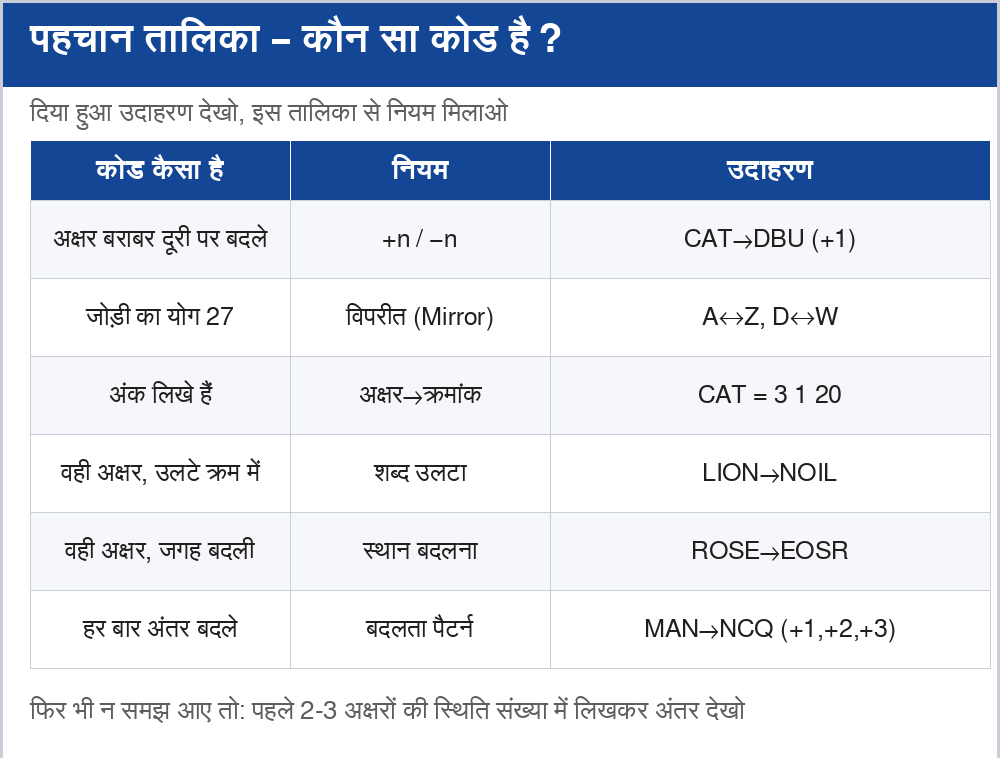 पहचान तालिका – कौन सा कोड है ?
दिया हुआ उदाहरण देखो, इस तालिका से नियम मिलाओ
कोड कैसा है नियम उदाहरण
अक्षर बराबर दूरी पर बदले +n / −n CAT→DBU (+1)
जोड़ी का योग 27 विपरीत (Mirror) A↔Z, D↔W
अंक लिखे हैं अक्षर→क्रमांक CAT = 3 1 20
वही अक्षर, उलटे क्रम में शब्द उलटा LION→NOIL
वही अक्षर, जगह बदली स्थान बदलना ROSE→EOSR
हर बार अंतर बदले बदलता पैटर्न MAN→NCQ (+1,+2,+3)
फिर भी न समझ आए तो: पहले 2-3 अक्षरों की स्थिति संख्या में लिखकर अंतर देखो